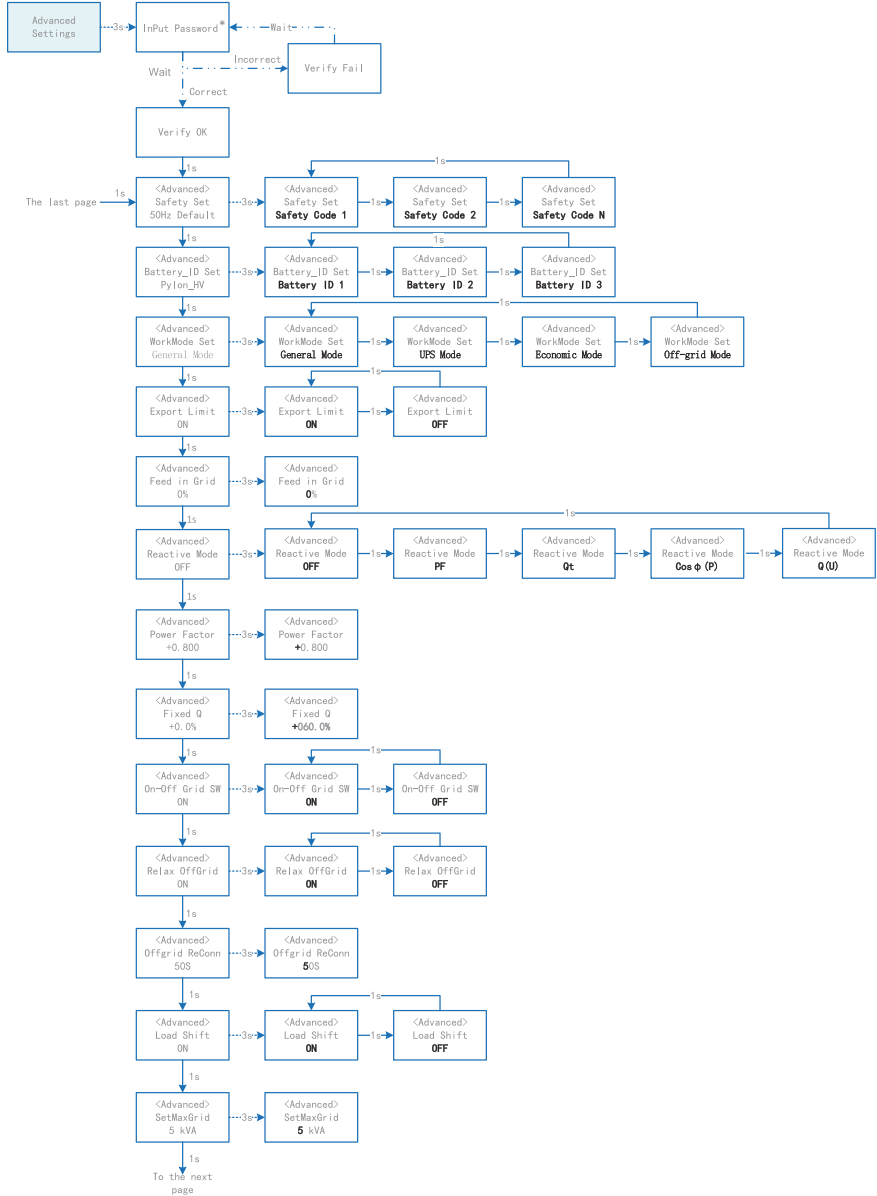 Advanced
Settings
3s
InPut Password*
Wait
Incorrect
Verify Fail
Wait
Correct
Verify OK
1s
1s
The last page
1s
<Advanced>
Safety Set
50Hz Default
3s
<Advanced>
Safety Set
Safety Code 1
1s
<Advanced>
Safety Set
Safety Code 2
1s
<Advanced>
Safety Set
Safety Code N
1s
1s
<Advanced>
Battery_ID Set
Pylon_HV
3s
<Advanced>
Battery_ID Set
Battery ID 1
1s
<Advanced>
Battery_ID Set
Battery ID 2
1s
<Advanced>
Battery_ID Set
Battery ID 3
1s
1s
<Advanced>
WorkMode Set
General Mode
3s
<Advanced>
WorkMode Set
General Mode
1s
<Advanced>
WorkMode Set
UPS Mode
1s
<Advanced>
WorkMode Set
Economic Mode
1s
<Advanced>
WorkMode Set
Off-grid Mode
1s
1s
<Advanced>
Export Limit
ON
3s
<Advanced>
Export Limit
ON
1s
<Advanced>
Export Limit
OFF
1s
<Advanced>
Feed in Grid
0%
3s
<Advanced>
Feed in Grid
0%
1s
1s
<Advanced>
Reactive Mode
OFF
3s
<Advanced>
Reactive Mode
OFF
1s
<Advanced>
Reactive Mode
PF
1s
<Advanced>
Reactive Mode
Qt
1s
<Advanced>
Reactive Mode
Cosφ(P)
1s
<Advanced>
Reactive Mode
Q(U)
1s
<Advanced>
Power Factor
+0.800
3s
<Advanced>
Power Factor
+0.800
1s
<Advanced>
Fixed Q
+0.0%
3s
<Advanced>
Fixed Q
+060.0%
1s
1s
<Advanced>
On-Off Grid SW
ON
3s
<Advanced>
On-Off Grid SW
ON
1s
<Advanced>
On-Off Grid SW
OFF
1s
1s
<Advanced>
Relax OffGrid
ON
3s
<Advanced>
Relax OffGrid
ON
1s
<Advanced>
Relax OffGrid
OFF
1s
<Advanced>
Offgrid ReConn
50S
3s
<Advanced>
Offgrid ReConn
50S
1s
1s
<Advanced>
Load Shift
ON
3s
<Advanced>
Load Shift
ON
1s
<Advanced>
Load Shift
OFF
1s
<Advanced>
SetMaxGrid
5 kVA
3s
<Advanced>
SetMaxGrid
5 kVA
1s
To the next
page